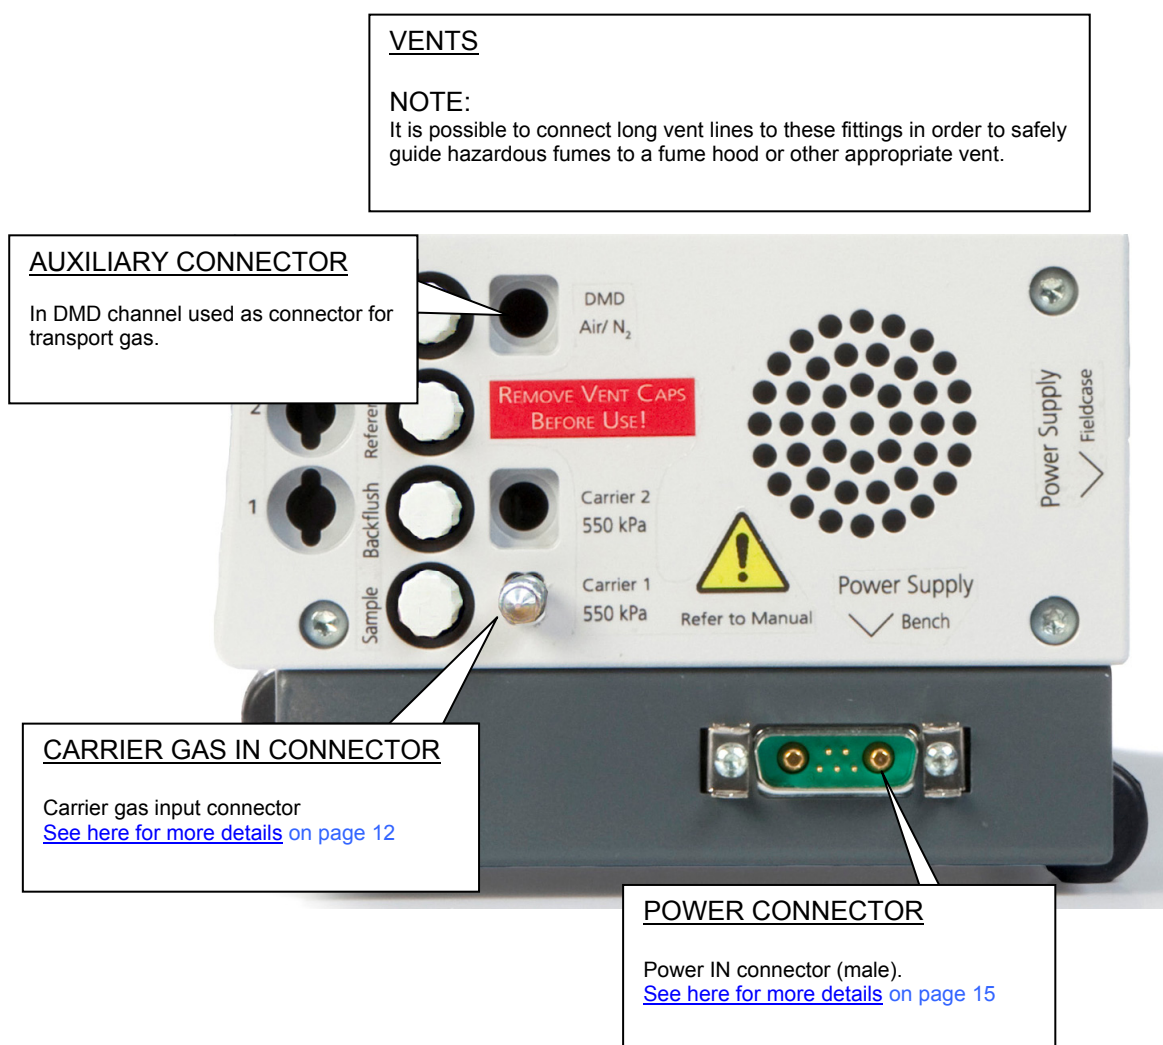 VENTS
NOTE:
It is possible to connect long vent lines to these fittings in order to safely
guide hazardous fumes to a fume hood or other appropriate vent.
AUXILIARY CONNECTOR
In DMD channel used as connector for
transport gas.
DMD
Air/ N₂
REMOVE VENT CAPS
BEFORE USE!
2
1
Backflush
Sample
Carrier 2
550 kPa
Carrier 1
550 kPa
Refer to Manual
Power Supply
Bench
Power Supply
Fieldcase
CARRIER GAS IN CONNECTOR
Carrier gas input connector
See here for more details on page 12
POWER CONNECTOR
Power IN connector (male).
See here for more details on page 15